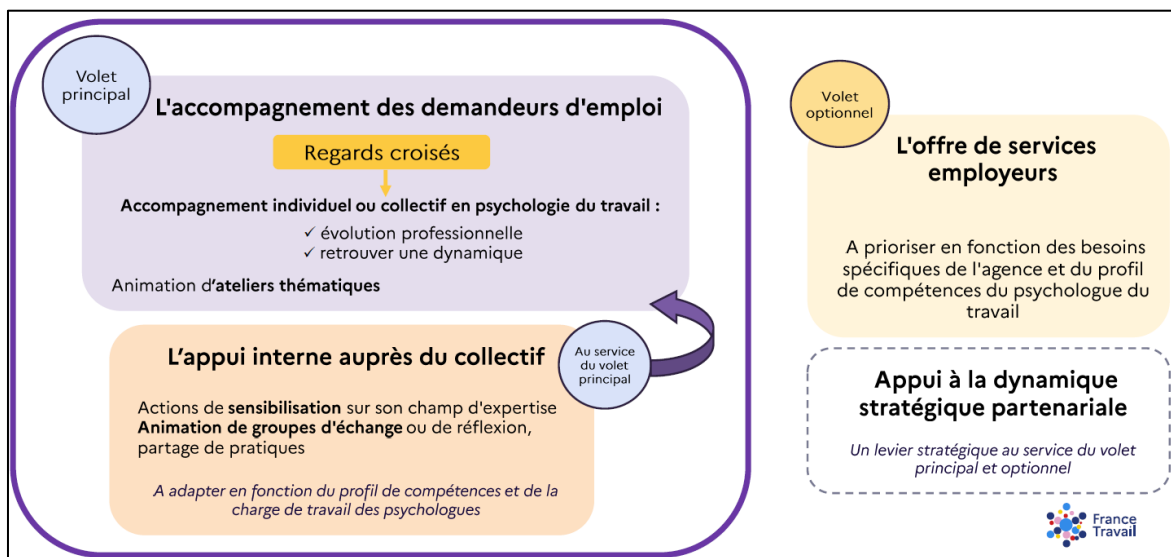 Volet
principal
L'accompagnement des demandeurs d'emploi
Regards croisés
Accompagnement individuel ou collectif en psychologie du travail :
✓ évolution professionnelle
✓ retrouver une dynamique
Animation d'ateliers thématiques
L'appui interne auprès du collectif
Au service
du volet
principal
Actions de sensibilisation sur son champ d'expertise
Animation de groupes d'échange ou de réflexion,
partage de pratiques
A adapter en fonction du profil de compétences et de la
charge de travail des psychologues
Volet
optionnel
L'offre de services
employeurs
A prioriser en fonction des besoins
spécifiques de l'agence et du profil
de compétences du psychologue du
travail
Appui à la dynamique
stratégique partenariale
Un levier stratégique au service du volet
principal et optionnel
France
Travail